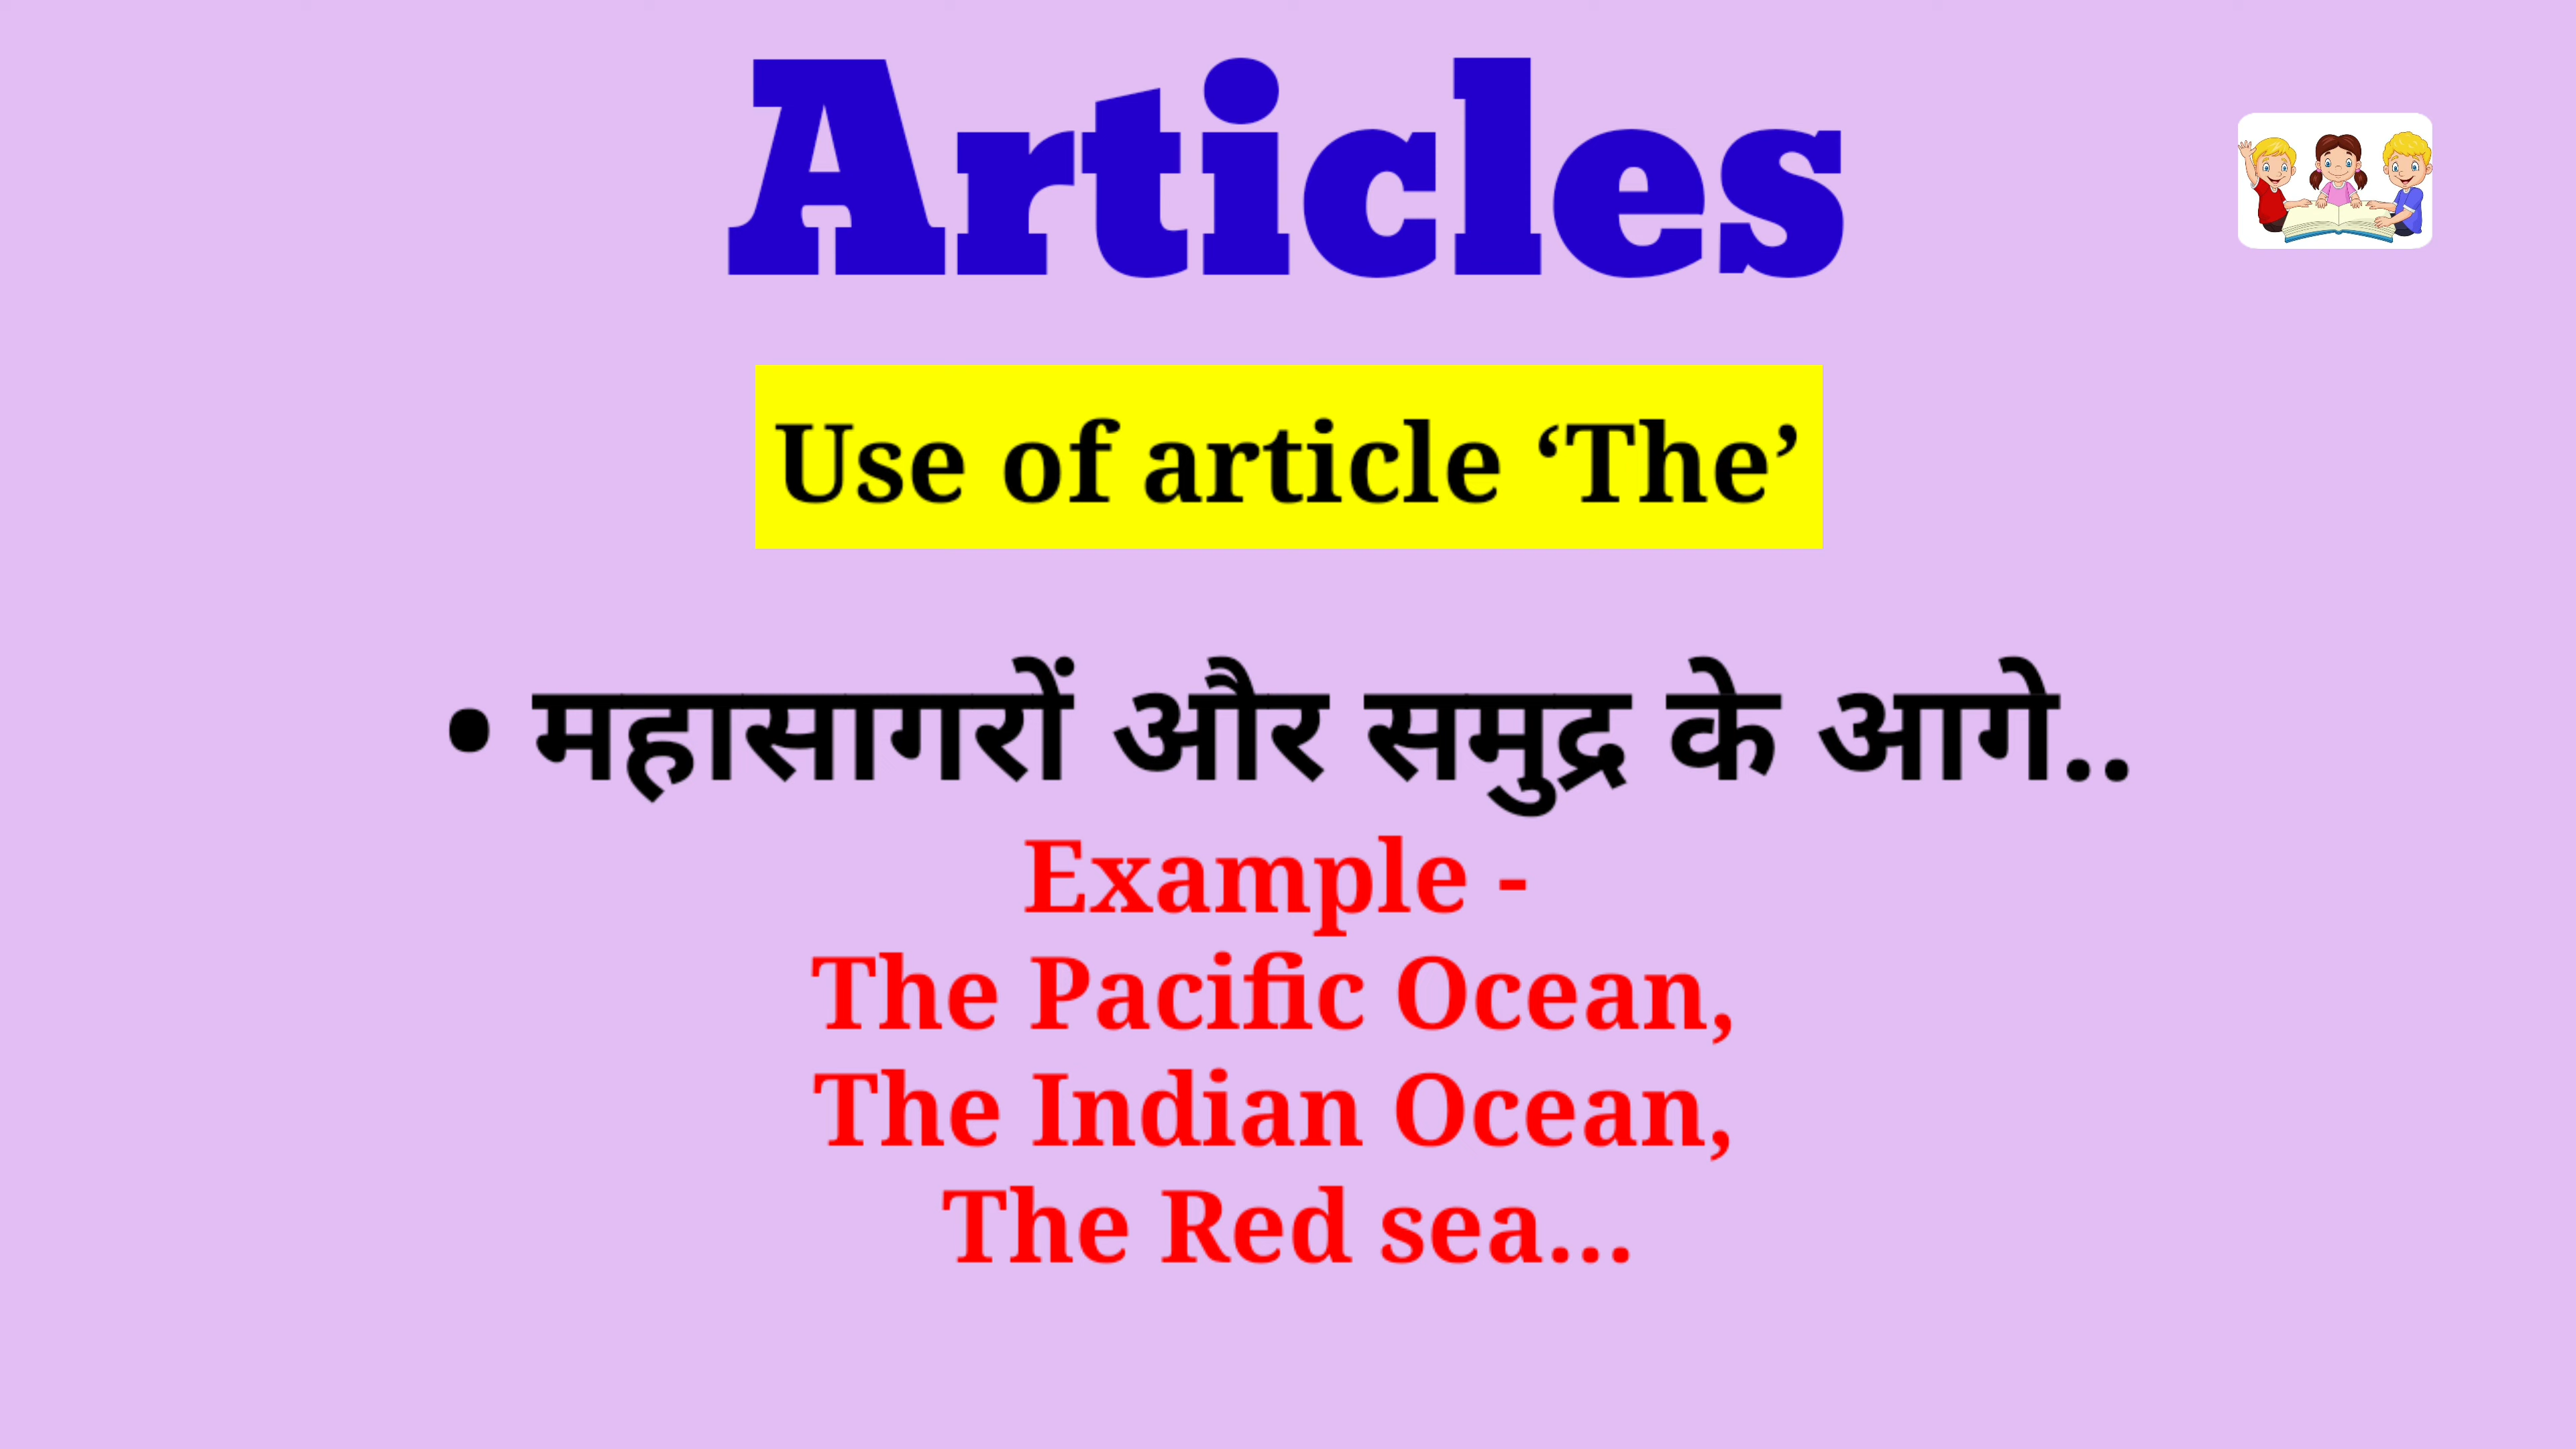 Articles
Use of article ‘The’
• महासागरों और समुद्र के आगे..
Example -
The Pacific Ocean,
The Indian Ocean,
The Red sea...